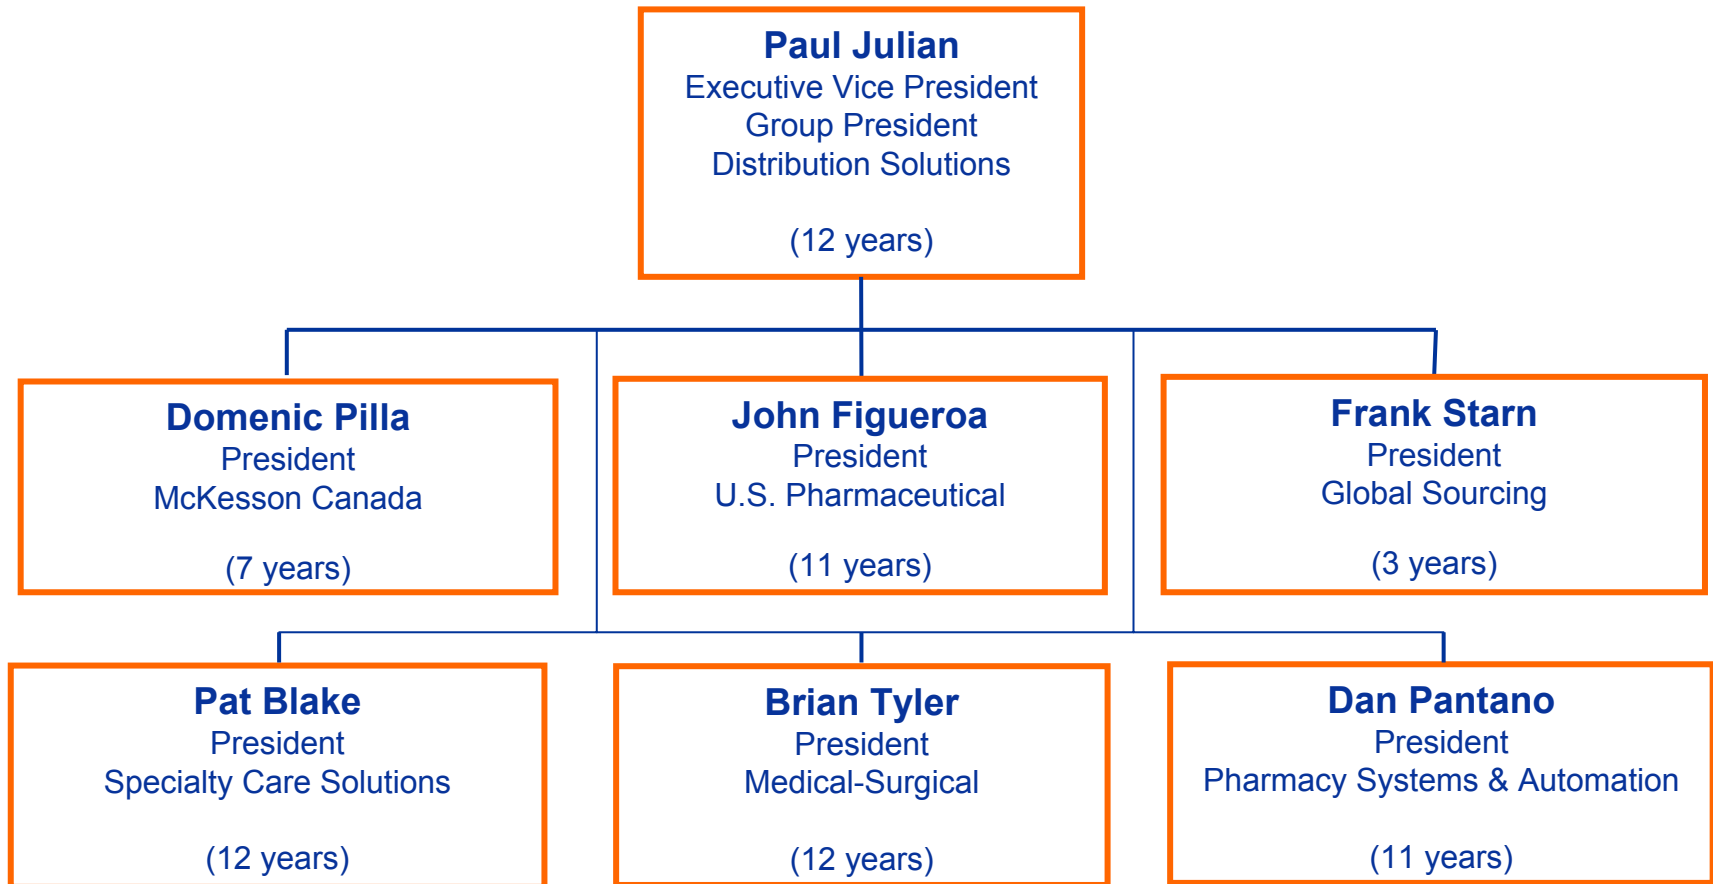 Paul Julian
Executive Vice President
Group President
Distribution Solutions
(12 years)
Domenic Pilla
President
McKesson Canada
(7 years)
John Figueroa
President
U.S. Pharmaceutical
(11 years)
Frank Starn
President
Global Sourcing
(3 years)
Pat Blake
President
Specialty Care Solutions
(12 years)
Brian Tyler
President
Medical-Surgical
(12 years)
Dan Pantano
President
Pharmacy Systems & Automation
(11 years)